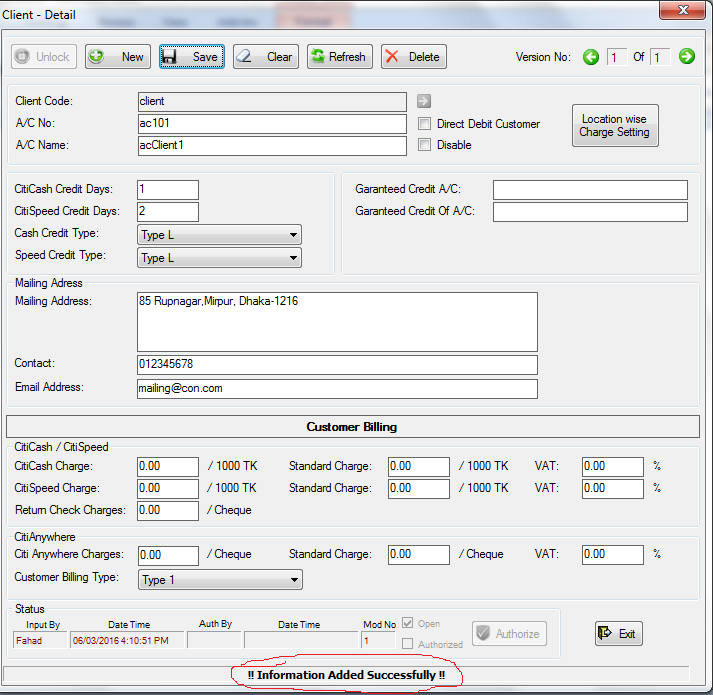 Client - Detail
Unlock New Save Clear Refresh Delete Version No: 1 Of 1
Client Code: client
A/C No: ac101 Direct Debit Customer
A/C Name: acClient1 Disable
Location wise
Charge Setting
CitiCash Credit Days: 1 Garanteed Credit A/C:
CitiSpeed Credit Days: 2 Garanteed Credit Of A/C:
Cash Credit Type: Type L
Speed Credit Type: Type L
Mailing Adress
Mailing Address: 85 Rupnagar,Mirpur, Dhaka-1216
Contact: 012345678
Email Address: mailing@con.com
Customer Billing
CitiCash / CitiSpeed
CitiCash Charge: 0.00 / 1000 TK Standard Charge: 0.00 / 1000 TK VAT: 0.00 %
CitiSpeed Charge: 0.00 / 1000 TK Standard Charge: 0.00 / 1000 TK VAT: 0.00 %
Return Check Charges: 0.00 / Cheque
CitiAnywhere
Citi Anywhere Charges: 0.00 / Cheque Standard Charge: 0.00 / Cheque VAT: 0.00 %
Customer Billing Type: Type 1
Status
Input By Date Time Auth By Date Time Mod No Open
Fahad 06/03/2016 4:10:51 PM 1 Authorized
Authorize Exit
!! Information Added Successfully !!